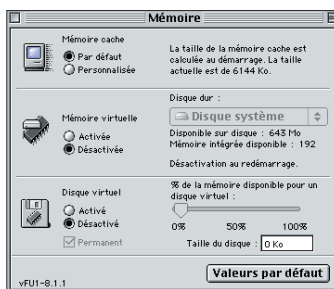 Mémoire
Mémoire cache
Par défaut
Personnalisée
La taille de la mémoire cache est
calculée au démarrage. La taille
actuelle est de 6144 Ko.
Mémoire virtuelle
Activée
Désactivée
Disque dur :
Disque système
Disponible sur disque : 643 Mo
Mémoire intégrée disponible : 192
Désactivation au redémarrage.
Disque virtuel
Activé
Désactivé
Permanent
% de la mémoire disponible pour un
disque virtuel :
0% 50% 100%
Taille du disque : 0 Ko
vFU1-8.1.1
Valeurs par défaut